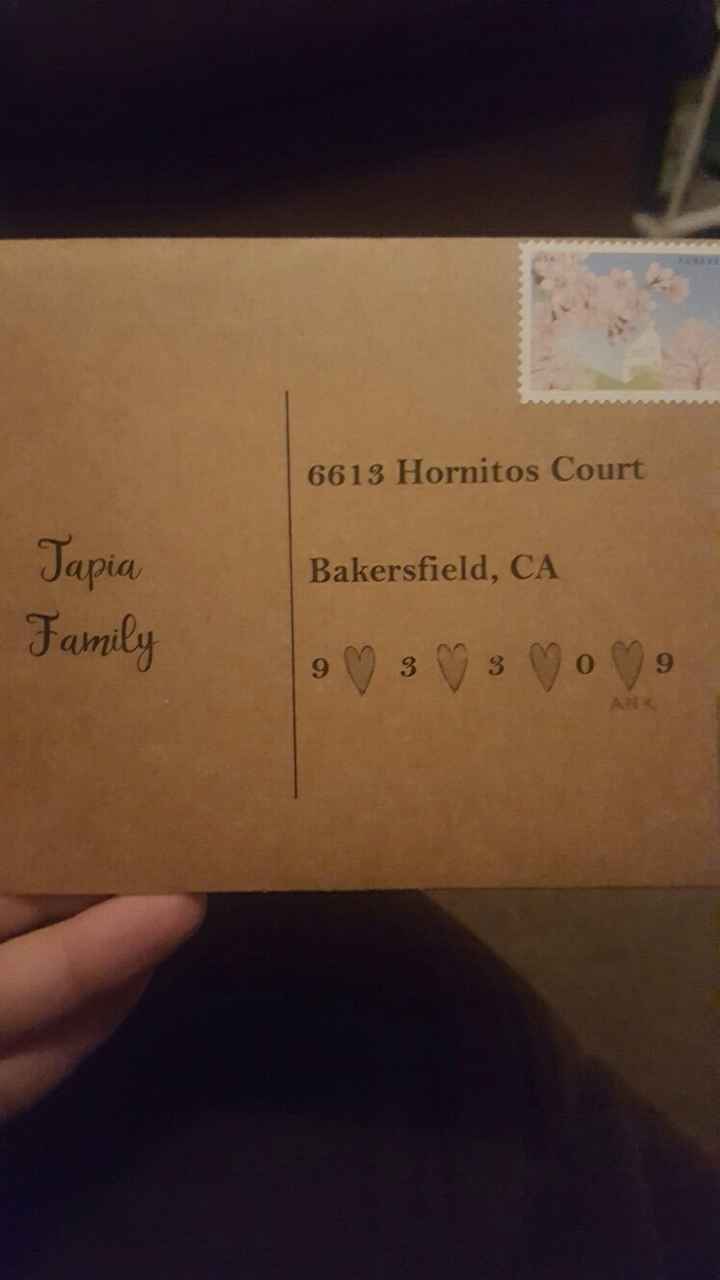 Tapia
Family
6613 Hornitos Court
Bakersfield, CA
9 3 3 0 9